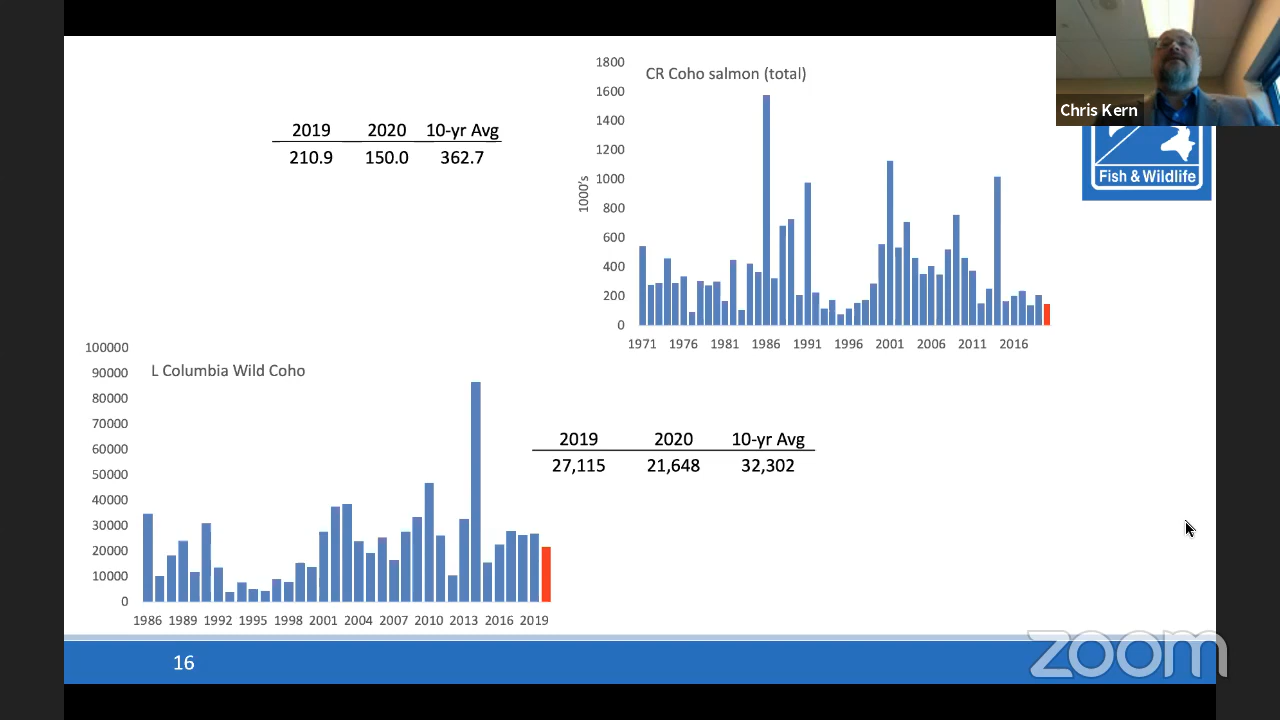 CR Coho salmon (total)
1000's
1800
1600
1400
1200
1000
800
600
400
200
0
1971 1976 1981 1986 1991 1996 2001 2006 2011 2016
2019 2020 10-yr Avg
210.9 150.0 362.7
Chris Kern
Fish & Wildlife
L Columbia Wild Coho
100000
90000
80000
70000
60000
50000
40000
30000
20000
10000
0
1986 1989 1992 1995 1998 2001 2004 2007 2010 2013 2016 2019
2019 2020 10-yr Avg
27,115 21,648 32,302
16
zoom